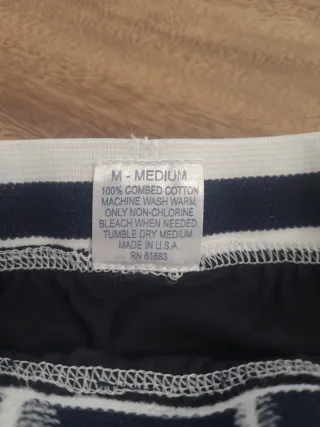 M - MEDIUM
100% COMBED COTTON
MACHINE WASH WARM.
ONLY NON-CHLORINE
BLEACH WHEN NEEDED.
TUMBLE DRY MEDIUM
MADE IN U.S.A
RN 61683